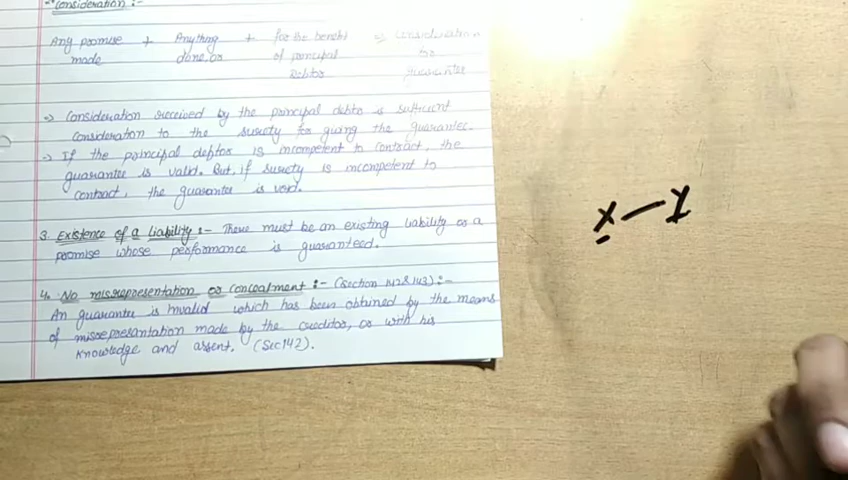 Consideration :-
Any promise + Anything + for the benefit => Consideration
made done, or of principal for
Debtor guarantee
=> Consideration received by the principal debto is sufficient
consideration to the surety for giving the guarantee.
=> If the principal deptor is incompetent to contract, the
guarantee is valid. But, if surety is incompetent to
contract, the guarantee is void.
3. Existence of a liability :- There must be an existing liability or a
promise whose performance is guaranteed.
4. No misrepresentation or concealment :- (Section 142 & 143) :-
An guarantee is invalid which has been obtained by the means
of misrepresantation made by the creditor, or with his
knowledge and assent. (Sec 142).
X — Y